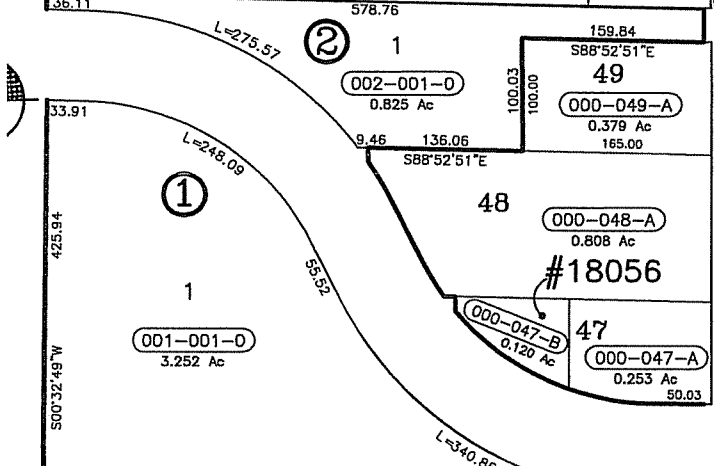 36.11
578.76
L=275.57
2
1
002-001-0
0.825 Ac
159.84
S88°52'51"E
49
000-049-A
0.379 Ac
165.00
100.03
100.00
33.91
L=248.09
9.46
136.06
S88°52'51"E
1
48
000-048-A
0.808 Ac
425.94
55.52
#18056
1
001-001-0
3.252 Ac
000-047-B
0.120 Ac
47
000-047-A
0.253 Ac
50.03
S00°32'49"W